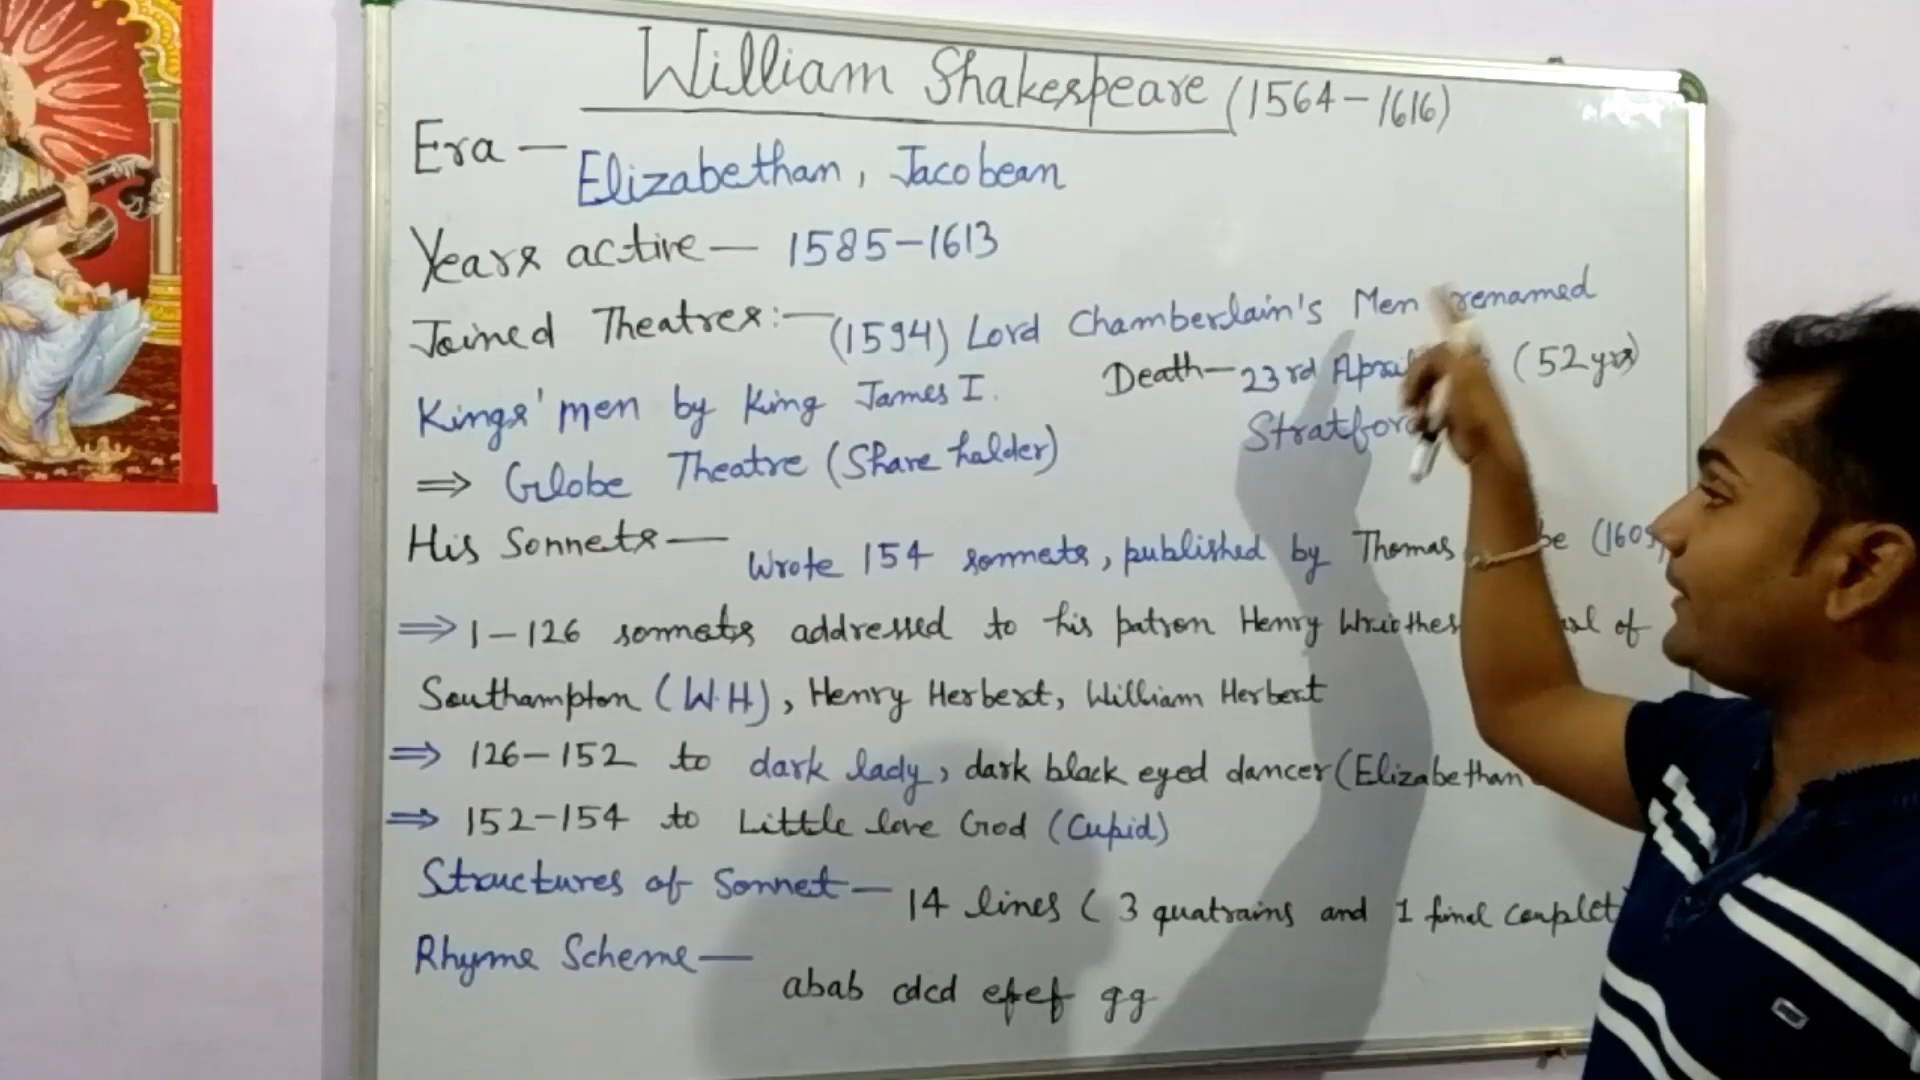 William Shakespeare (1564-1616)
Era — Elizabethan, Jacobean
Years active — 1585-1613
Joined Theatres:— (1594) Lord Chamberlain's Men renamed
Kings' men by King James I.
Death — 23rd April (52 yrs)
Stratford
⇒ Globe Theatre (Share halder)
His Sonnets — Wrote 154 sonnets, published by Thomas (1609)
⇒ 1-126 sonnets addressed to his patron Henry of
Southampton (W.H), Henry Herbert, William Herbert
⇒ 126-152 to dark lady, dark black eyed dancer (Elizabethan
⇒ 152-154 to Little love God (Cupid)
Structures of Sonnet — 14 lines (3 quatrains and 1 final couplet)
Rhyme Scheme — abab cdcd efef gg